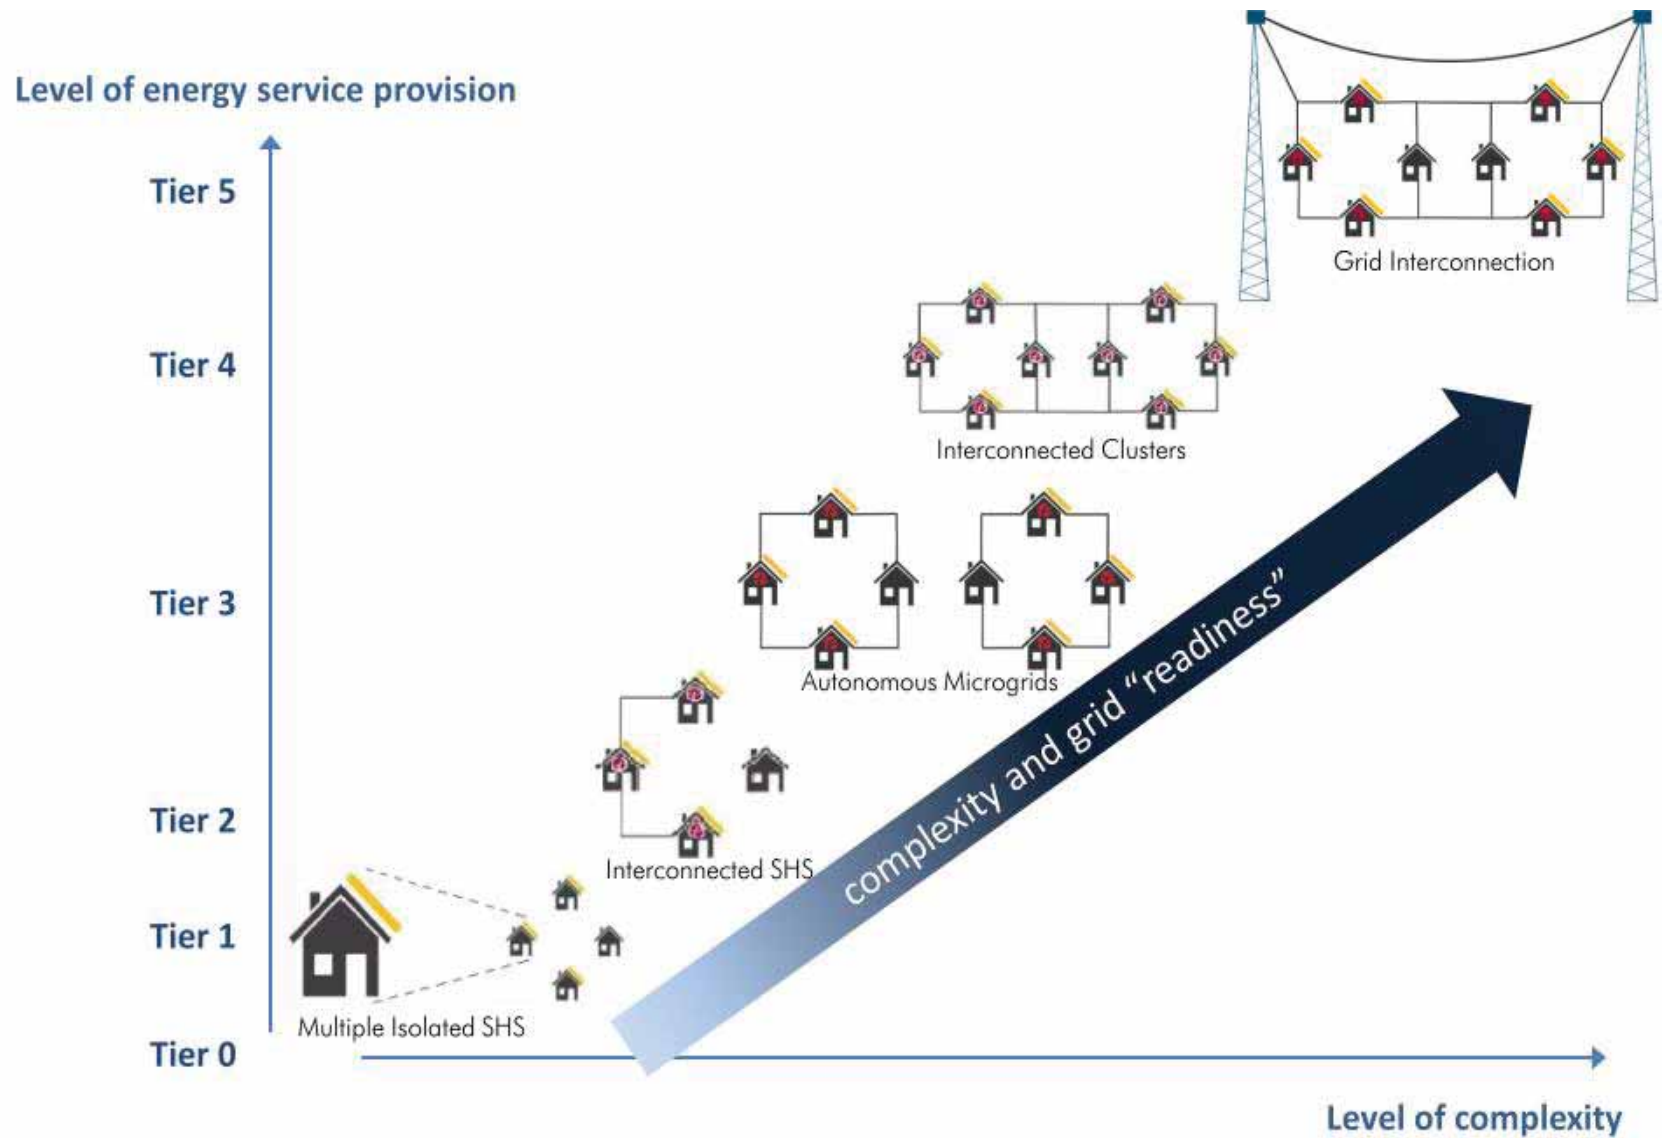 Level of energy service provision
Tier 5
Grid Interconnection
Tier 4
Interconnected Clusters
Tier 3
Autonomous Microgrids
complexity and grid “readiness”
Tier 2
Interconnected SHS
Tier 1
Multiple Isolated SHS
Tier 0
Level of complexity